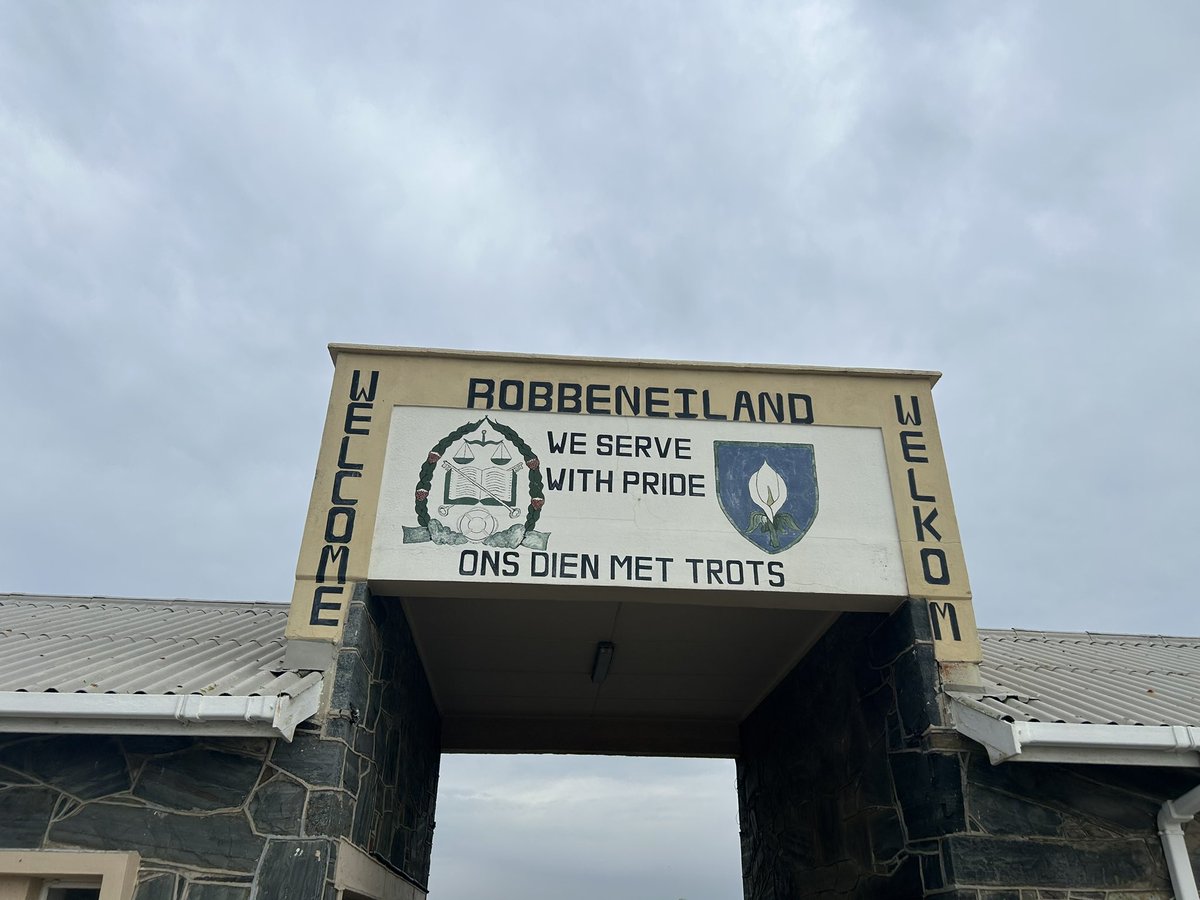 ROBBENEILAND
WELCOME
WE SERVE
WITH PRIDE
ONS DIEN MET TROTS
WELKOM